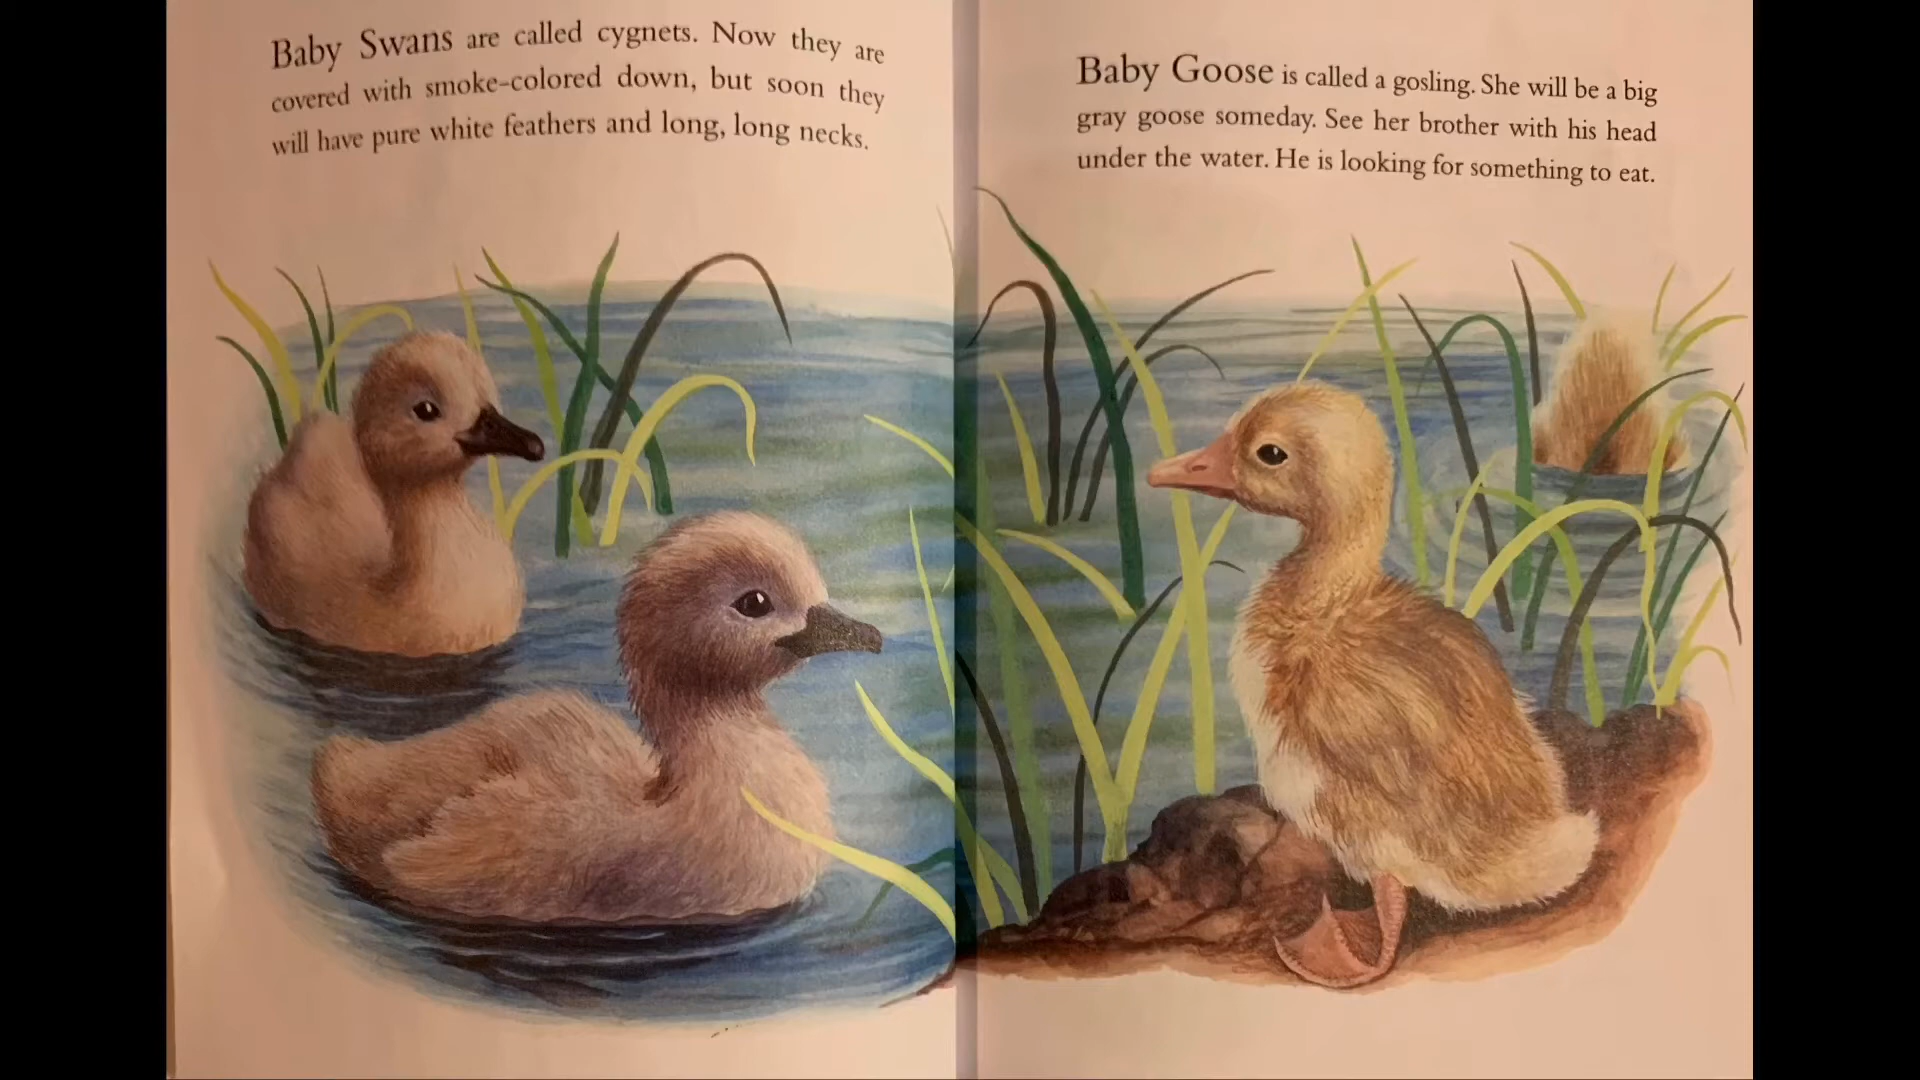 Baby Swans are called cygnets. Now they are
covered with smoke-colored down, but soon they
will have pure white feathers and long, long necks.
Baby Goose is called a gosling. She will be a big
gray goose someday. See her brother with his head
under the water. He is looking for something to eat.